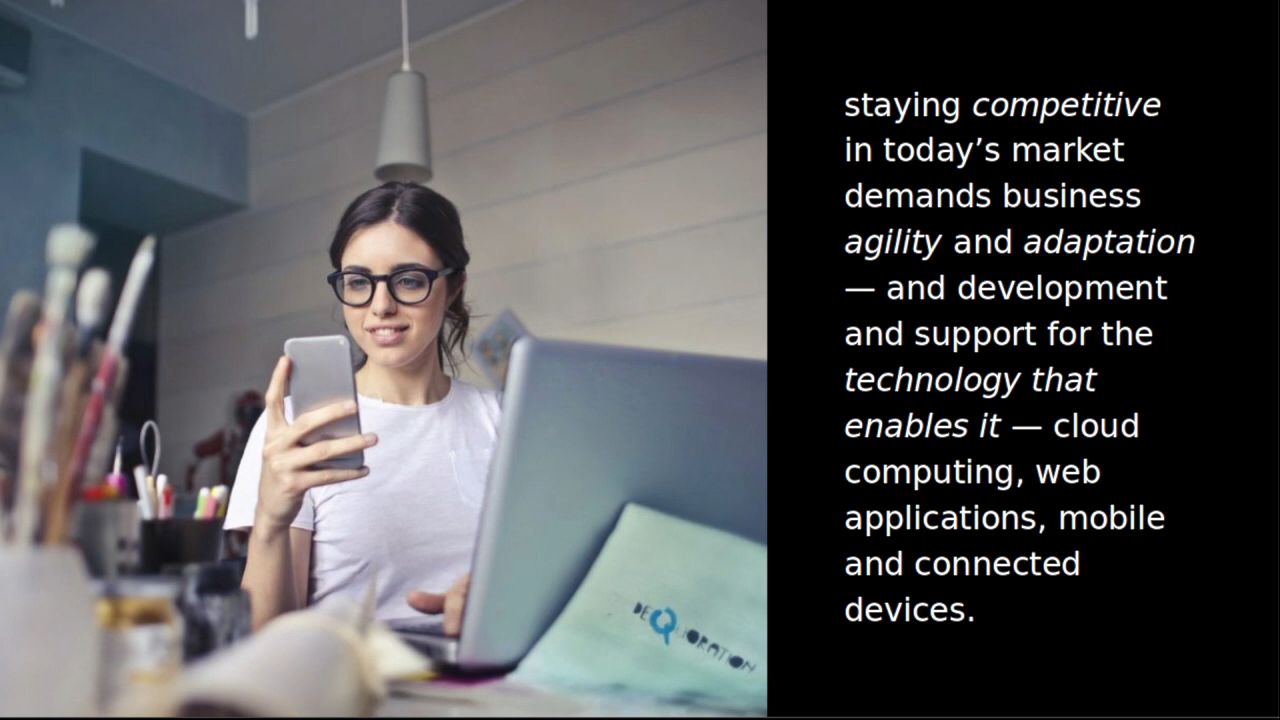 staying competitive
in today’s market
demands business
agility and adaptation
— and development
and support for the
technology that
enables it — cloud
computing, web
applications, mobile
and connected
devices.
DEQUORATION